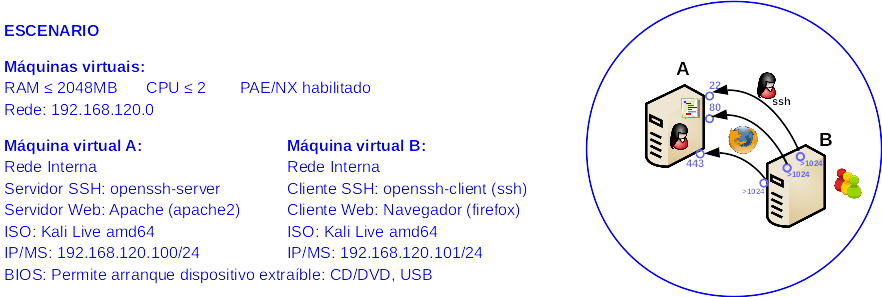 ESCENARIO
Máquinas virtuais:
RAM ≤ 2048MB CPU ≤ 2 PAE/NX habilitado
Rede: 192.168.120.0
Máquina virtual A:
Rede Interna
Servidor SSH: openssh-server
Servidor Web: Apache (apache2)
ISO: Kali Live amd64
IP/MS: 192.168.120.100/24
Máquina virtual B:
Rede Interna
Cliente SSH: openssh-client (ssh)
Cliente Web: Navegador (firefox)
ISO: Kali Live amd64
IP/MS: 192.168.120.101/24
BIOS: Permite arranque dispositivo extraíble: CD/DVD, USB
A
22
ssh
80
B
443
>1024
>1024
>1024